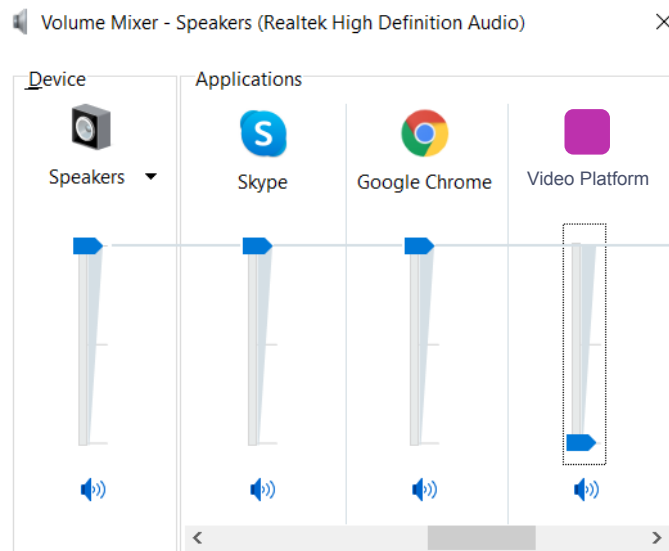 Volume Mixer - Speakers (Realtek High Definition Audio)
Device
Applications
Speakers
Skype
Google Chrome
Video Platform